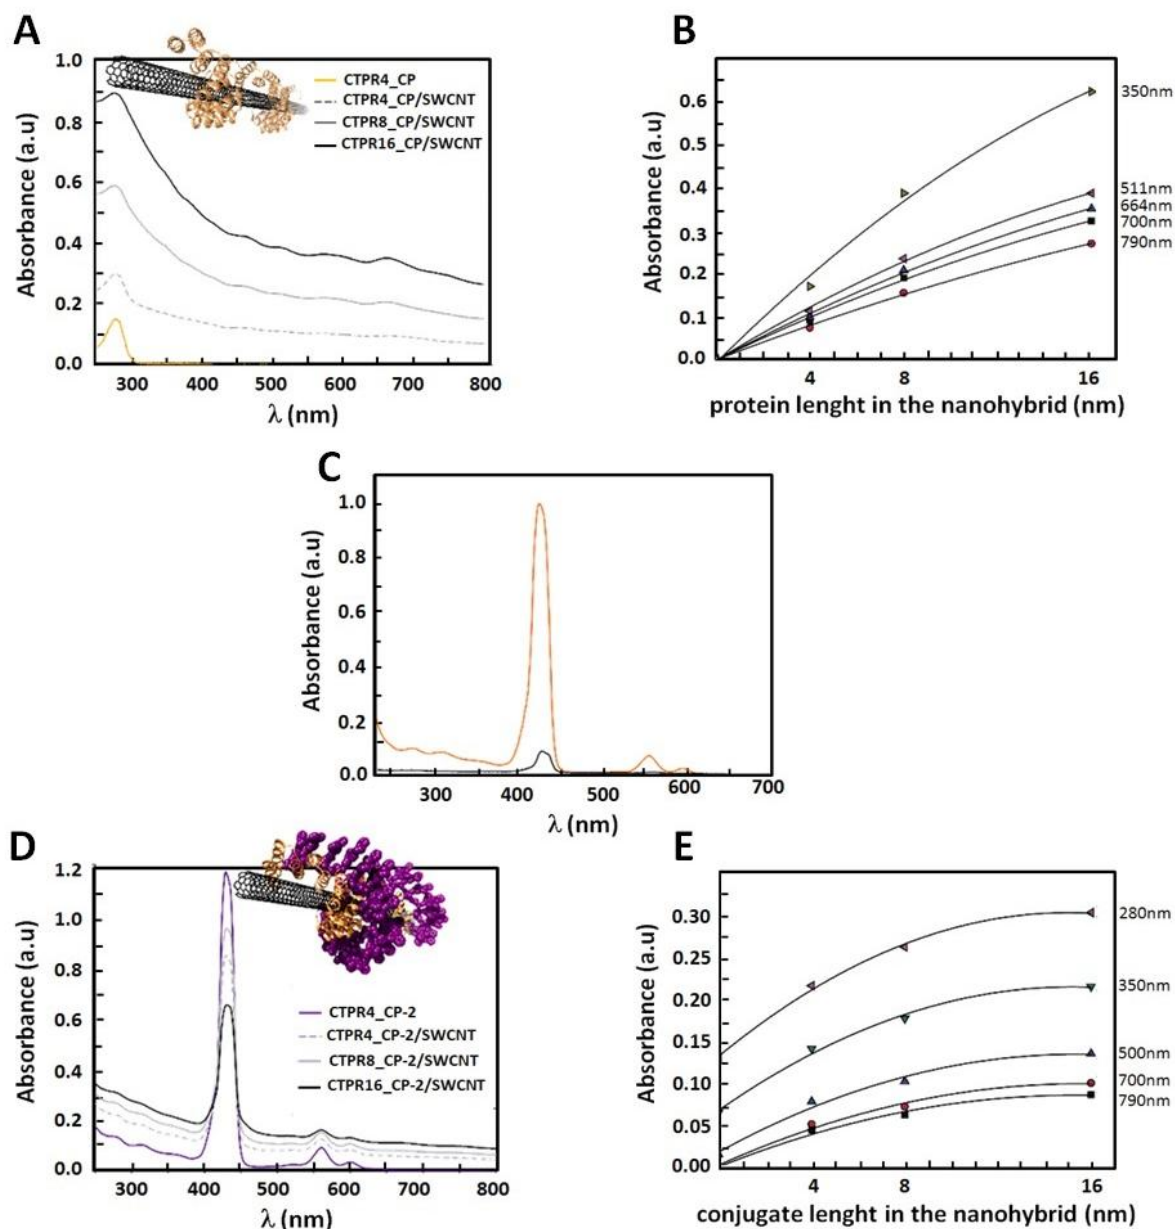 A
1.0
0.8
0.6
0.4
0.2
0.0
Absorbance (a.u)
CTPR4_CP
CTPR4_CP/SWCNT
CTPR8_CP/SWCNT
CTPR16_CP/SWCNT
300 400 500 600 700 800
λ (nm)
B
0.6
0.5
0.4
0.3
0.2
0.1
0.0
Absorbance (a.u)
350nm
511nm
664nm
700nm
790nm
4 8 16
protein lenght in the nanohybrid (nm)
C
1.0
0.8
0.6
0.4
0.2
0.0
Absorbance (a.u)
300 400 500 600 700
λ (nm)
D
1.2
1.0
0.8
0.6
0.4
0.2
0.0
Absorbance (a.u)
CTPR4_CP-2
CTPR4_CP-2/SWCNT
CTPR8_CP-2/SWCNT
CTPR16_CP-2/SWCNT
300 400 500 600 700 800
λ (nm)
E
0.30
0.25
0.20
0.15
0.10
0.05
0.00
Absorbance (a.u)
280nm
350nm
500nm
700nm
790nm
4 8 16
conjugate lenght in the nanohybrid (nm)